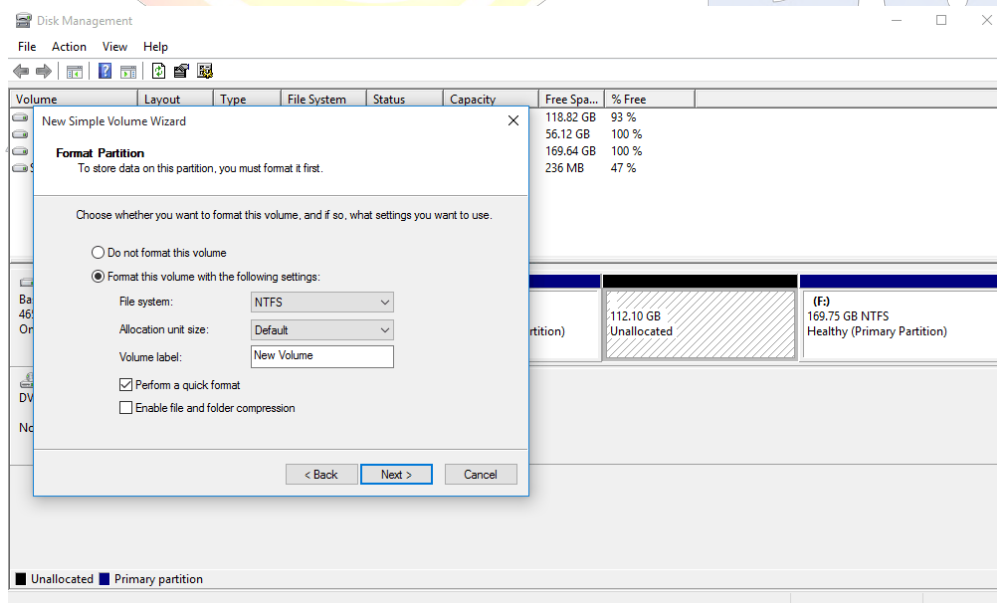 Disk Management
File Action View Help
Volume Layout Type File System Status Capacity Free Spa... % Free
118.82 GB 93 %
56.12 GB 100 %
169.64 GB 100 %
236 MB 47 %
New Simple Volume Wizard
Format Partition
To store data on this partition, you must format it first.
Choose whether you want to format this volume, and if so, what settings you want to use.
Do not format this volume
Format this volume with the following settings:
File system: NTFS
Allocation unit size: Default
Volume label: New Volume
Perform a quick format
Enable file and folder compression
< Back Next > Cancel
Ba
On
DV
rtition)
112.10 GB
Unallocated
(F:)
169.75 GB NTFS
Healthy (Primary Partition)
Unallocated Primary partition